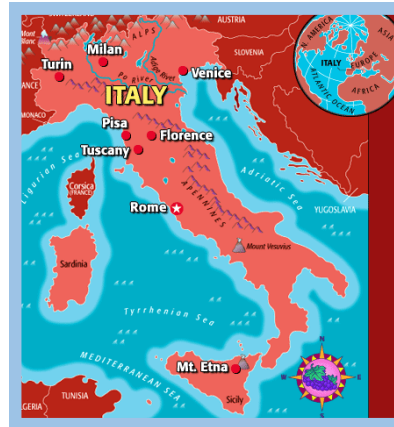 AUSTRIA
N. AMERICA
ASIA
Mont
Blanc
ALPS
Milan
SLOVENIA
ITALY
EUROPE
Turin
Adige River
Venice
Po River
ATLANTIC OCEAN
AFRICA
ANCE
ITALY
MONACO
Pisa
Florence
Tuscany
Ligurian Sea
Adriatic Sea
Corsica
(FRANCE)
APENNINES
Rome
YUGOSLAVIA
Mount Vesuvius
Sardinia
Tyrrhenian Sea
N
MEDITERRANEAN SEA
Mt. Etna
W
E
Sicily
TUNISIA
S
GERIA